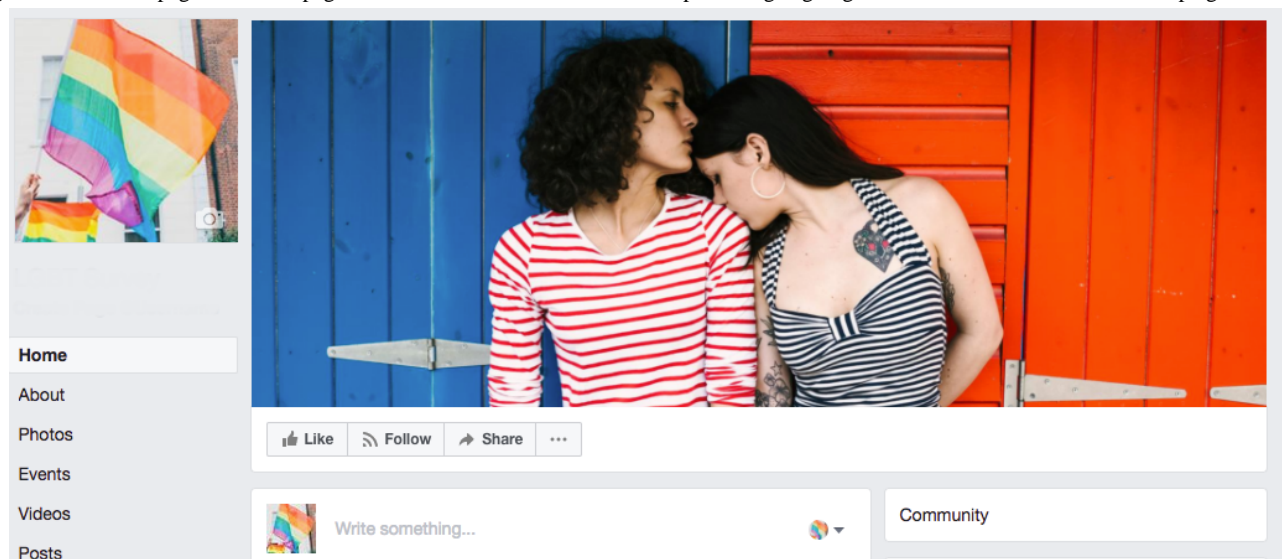 Home
About
Photos
Events
Videos
Posts
Like
Follow
Share
Write something...
Community